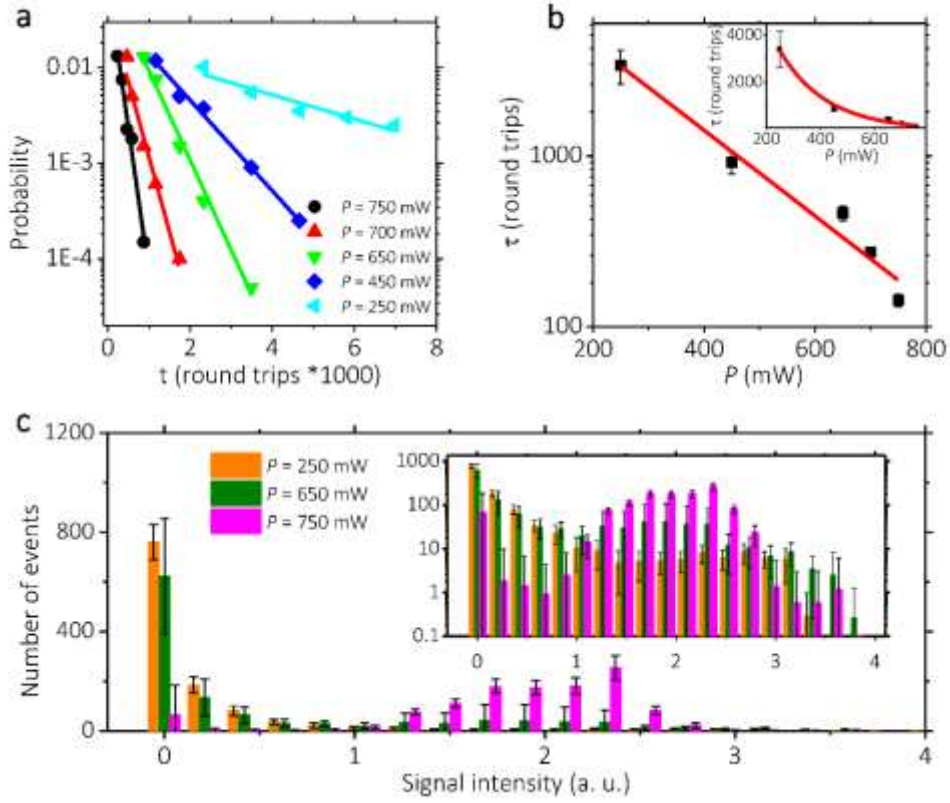 a
Probability
0.01
1E-3
1E-4
P = 750 mW
P = 700 mW
P = 650 mW
P = 450 mW
P = 250 mW
0 2 4 6 8
t (round trips *1000)
b
τ (round trips)
1000
100
200 400 600 800
P (mW)
τ (round trips)
4000
2000
200 400 600
P (mW)
c
Number of events
1200
800
400
0
P = 250 mW
P = 650 mW
P = 750 mW
1000
100
10
1
0.1
0 1 2 3 4
0 1 2 3 4
Signal intensity (a. u.)